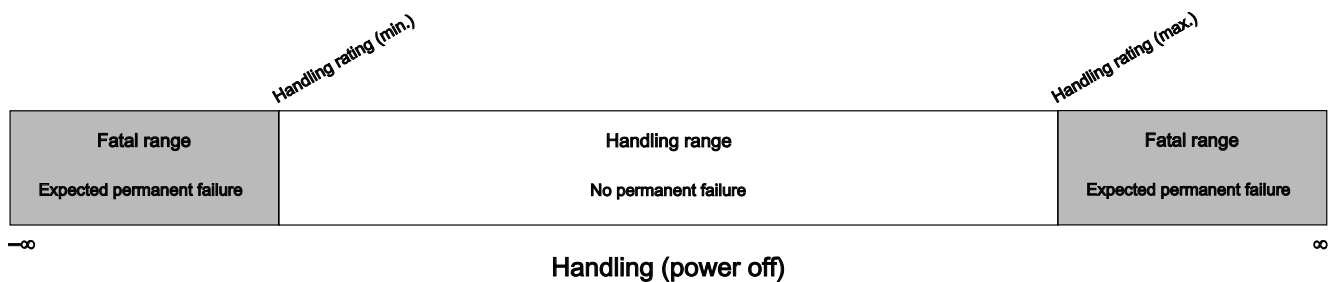 Handling rating (min.)
Handling rating (max.)
Fatal range
Handling range
Fatal range
Expected permanent failure
No permanent failure
Expected permanent failure
–∞
∞
Handling (power off)